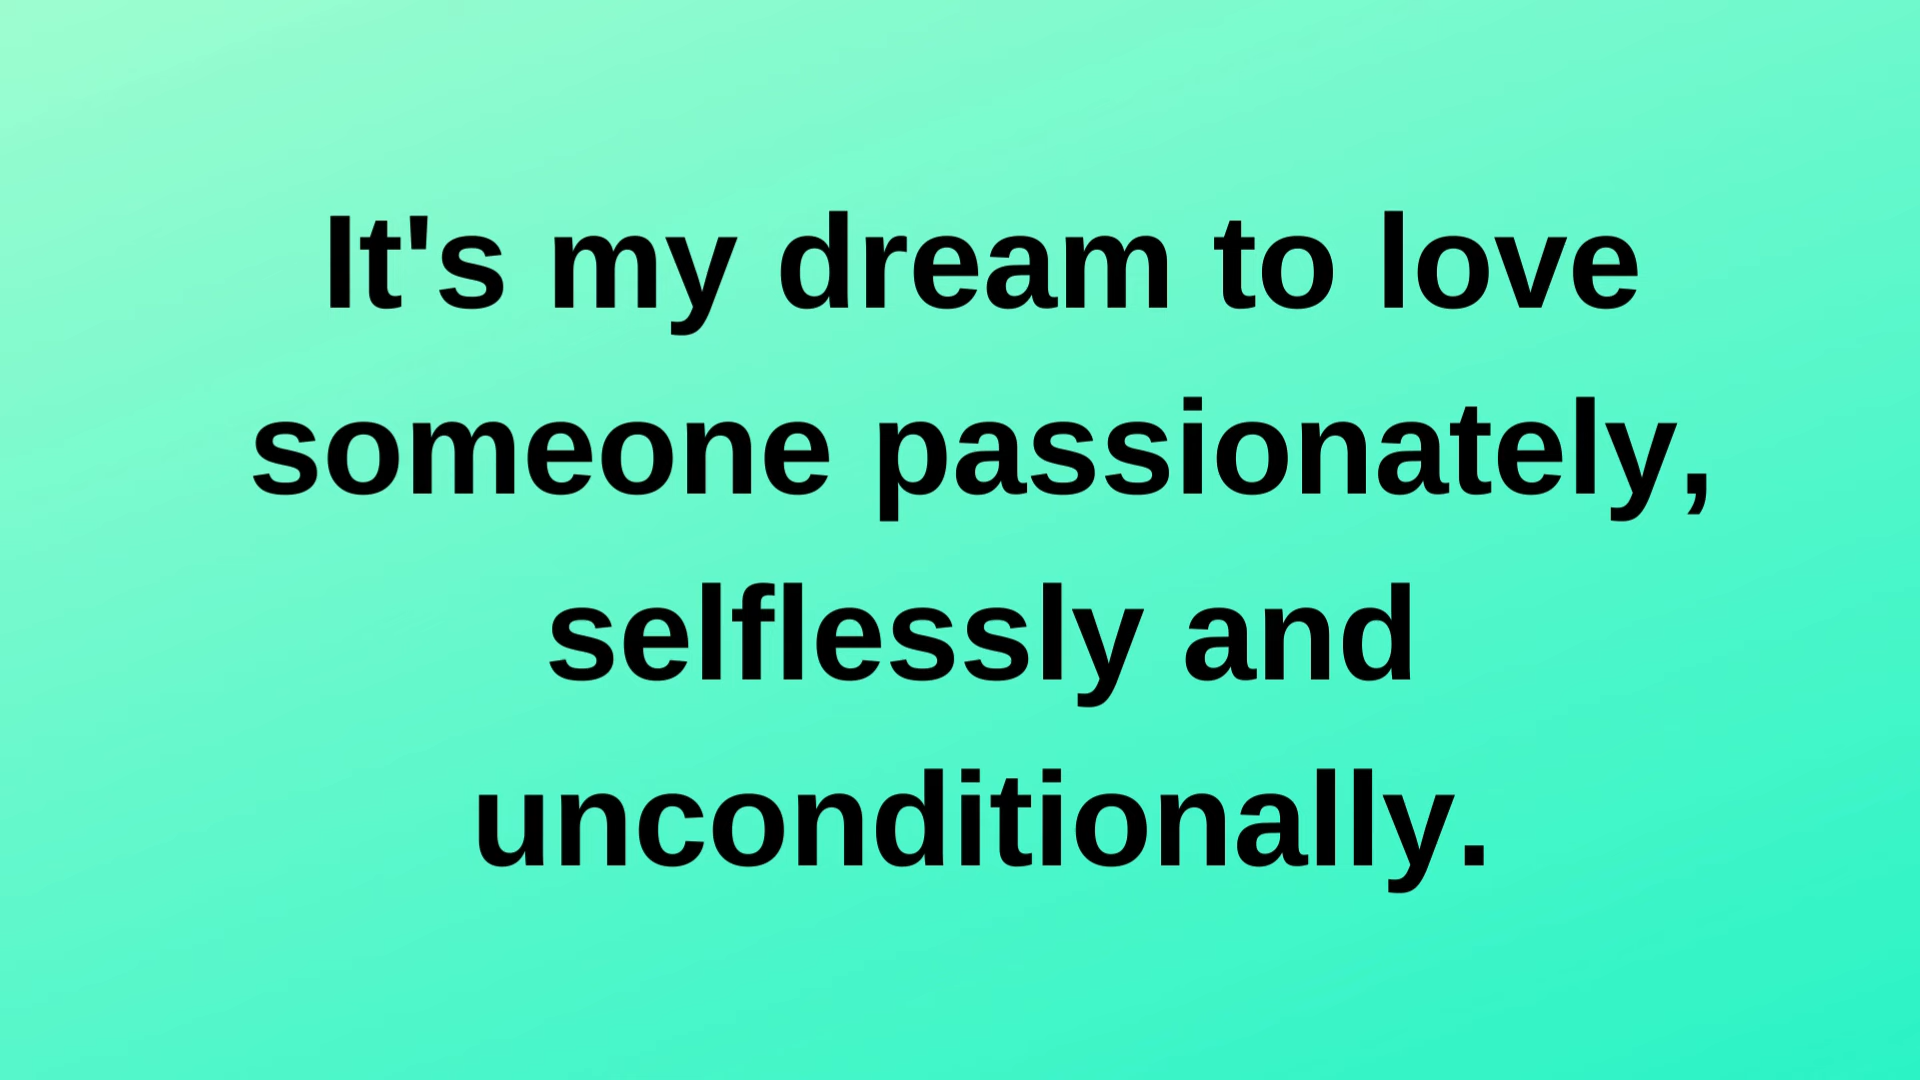 It's my dream to love
someone passionately,
selflessly and
unconditionally.